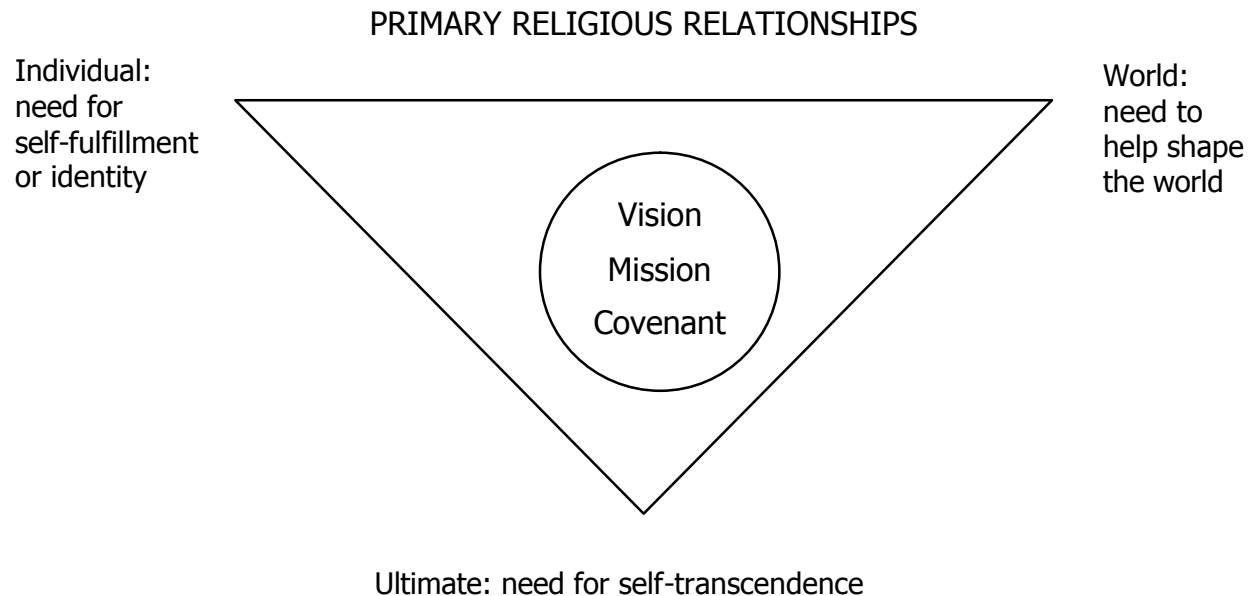 PRIMARY RELIGIOUS RELATIONSHIPS
Individual:
need for
self-fulfillment
or identity
World:
need to
help shape
the world
Vision
Mission
Covenant
Ultimate: need for self-transcendence